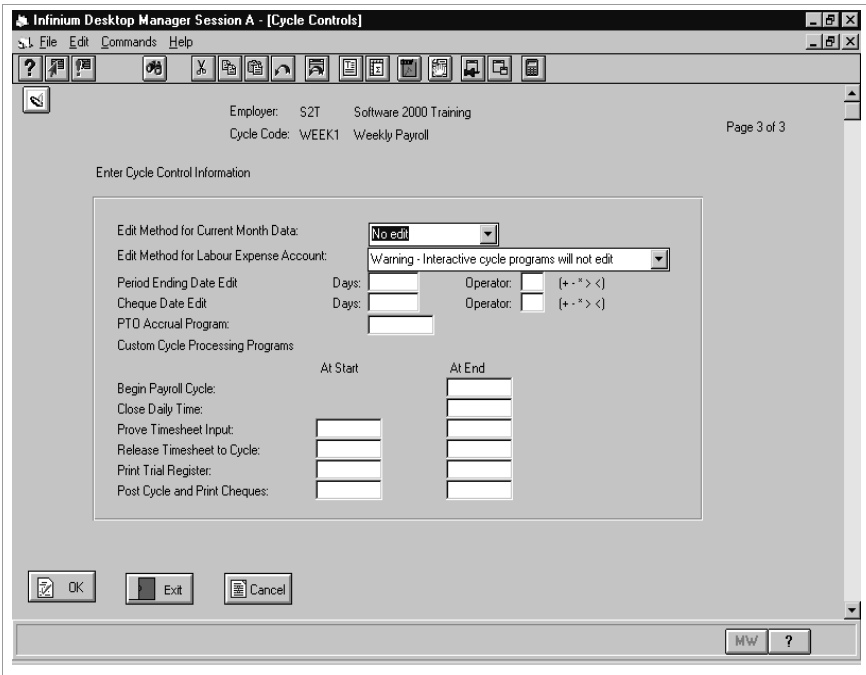 Infinium Desktop Manager Session A - [Cycle Controls]
File Edit Commands Help
Employer: S2T Software 2000 Training
Cycle Code: WEEK1 Weekly Payroll
Page 3 of 3
Enter Cycle Control Information
Edit Method for Current Month Data: No edit
Edit Method for Labour Expense Account: Warning - Interactive cycle programs will not edit
Period Ending Date Edit Days: Operator: (+ - * > <)
Cheque Date Edit Days: Operator: (+ - * > <)
PTO Accrual Program:
Custom Cycle Processing Programs
At Start At End
Begin Payroll Cycle:
Close Daily Time:
Prove Timesheet Input:
Release Timesheet to Cycle:
Print Trial Register:
Post Cycle and Print Cheques:
OK Exit Cancel
MW ?